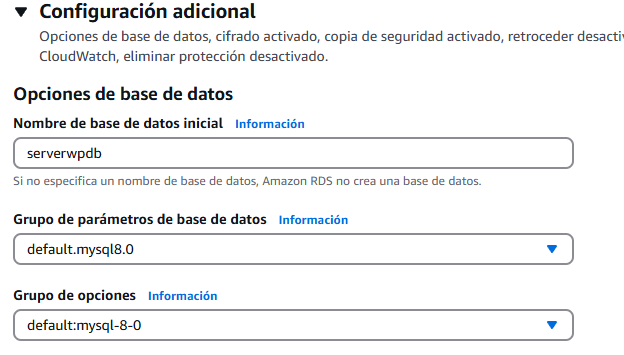 Configuración adicional
Opciones de base de datos, cifrado activado, copia de seguridad activado, retroceder
CloudWatch, eliminar protección desactivado.
Opciones de base de datos
Nombre de base de datos inicial Información
serverwpdb
Si no especifica un nombre de base de datos, Amazon RDS no crea una base de datos.
Grupo de parámetros de base de datos Información
default.mysql8.0
Grupo de opciones Información
default:mysql-8-0